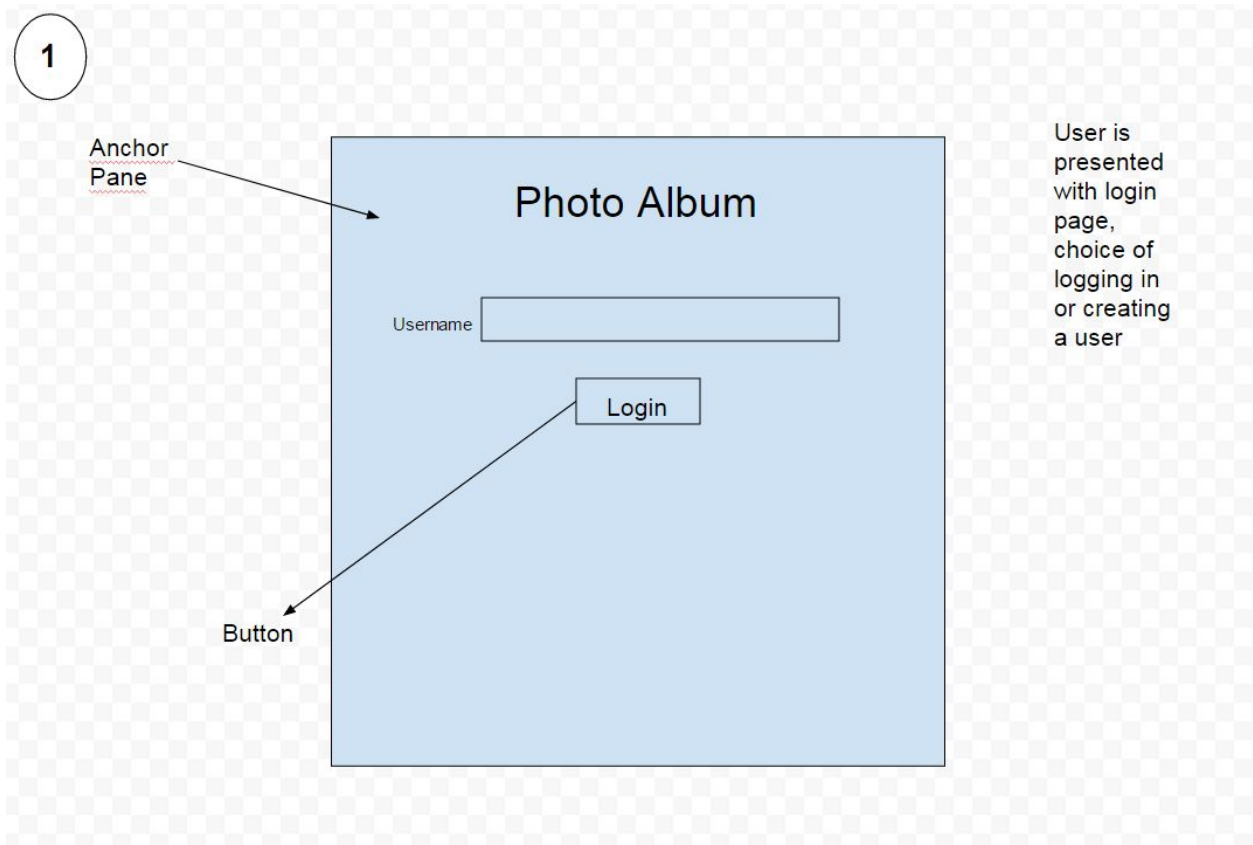 1
Anchor
Pane
Photo Album
Username
Login
Button
User is
presented
with login
page,
choice of
logging in
or creating
a user